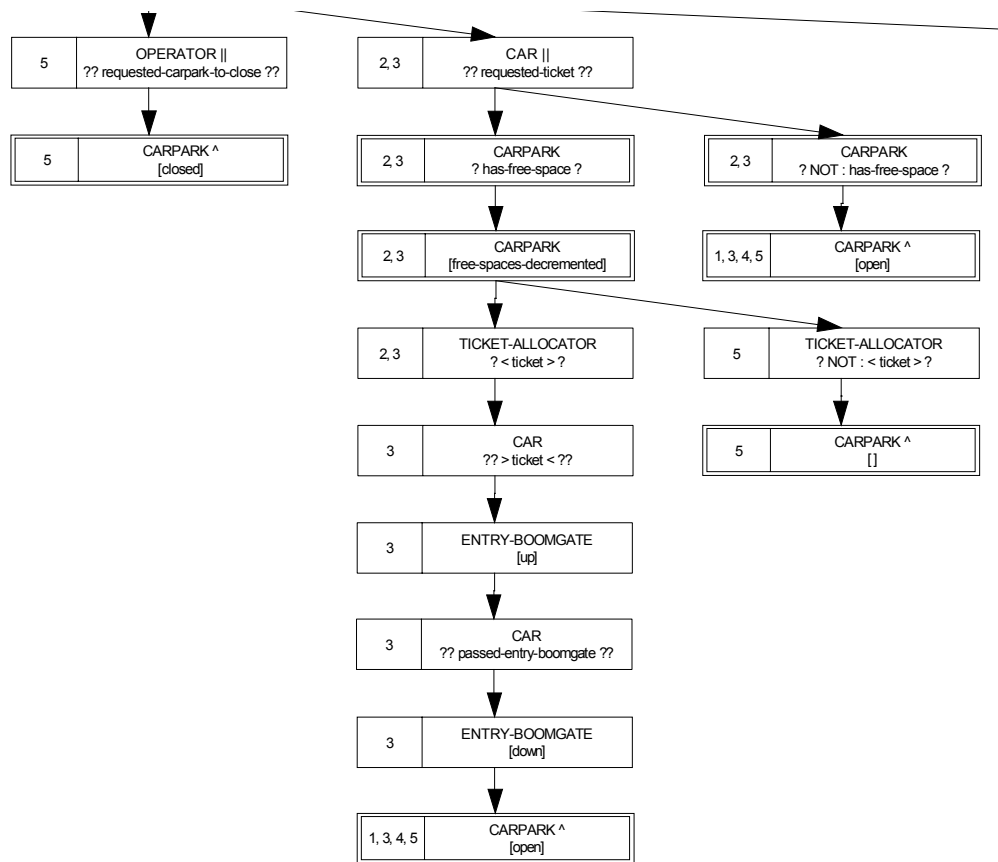 5
OPERATOR ||
?? requested-carpark-to-close ??
2, 3
CAR ||
?? requested-ticket ??
5
CARPARK ^
[closed]
2, 3
CARPARK
? has-free-space ?
2, 3
CARPARK
? NOT : has-free-space ?
2, 3
CARPARK
[free-spaces-decremented]
1, 3, 4, 5
CARPARK ^
[open]
2, 3
TICKET-ALLOCATOR
? < ticket > ?
5
TICKET-ALLOCATOR
? NOT : < ticket > ?
3
CAR
?? > ticket < ??
5
CARPARK ^
[ ]
3
ENTRY-BOOMGATE
[up]
3
CAR
?? passed-entry-boomgate ??
3
ENTRY-BOOMGATE
[down]
1, 3, 4, 5
CARPARK ^
[open]